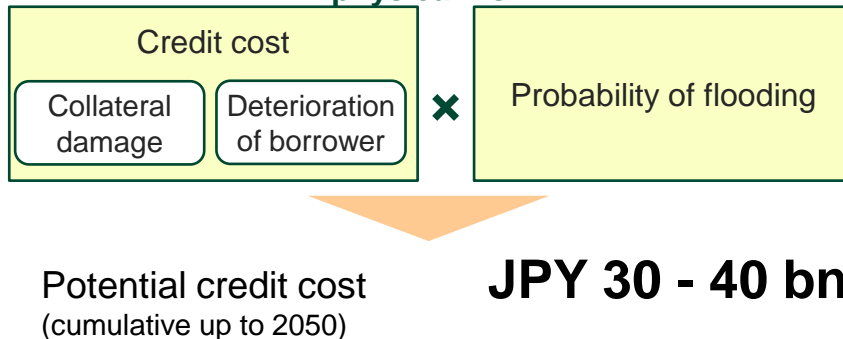 Credit cost
Collateral
damage
Deterioration
of borrower
×
Probability of flooding
Potential credit cost
(cumulative up to 2050)
JPY 30 - 40 bn